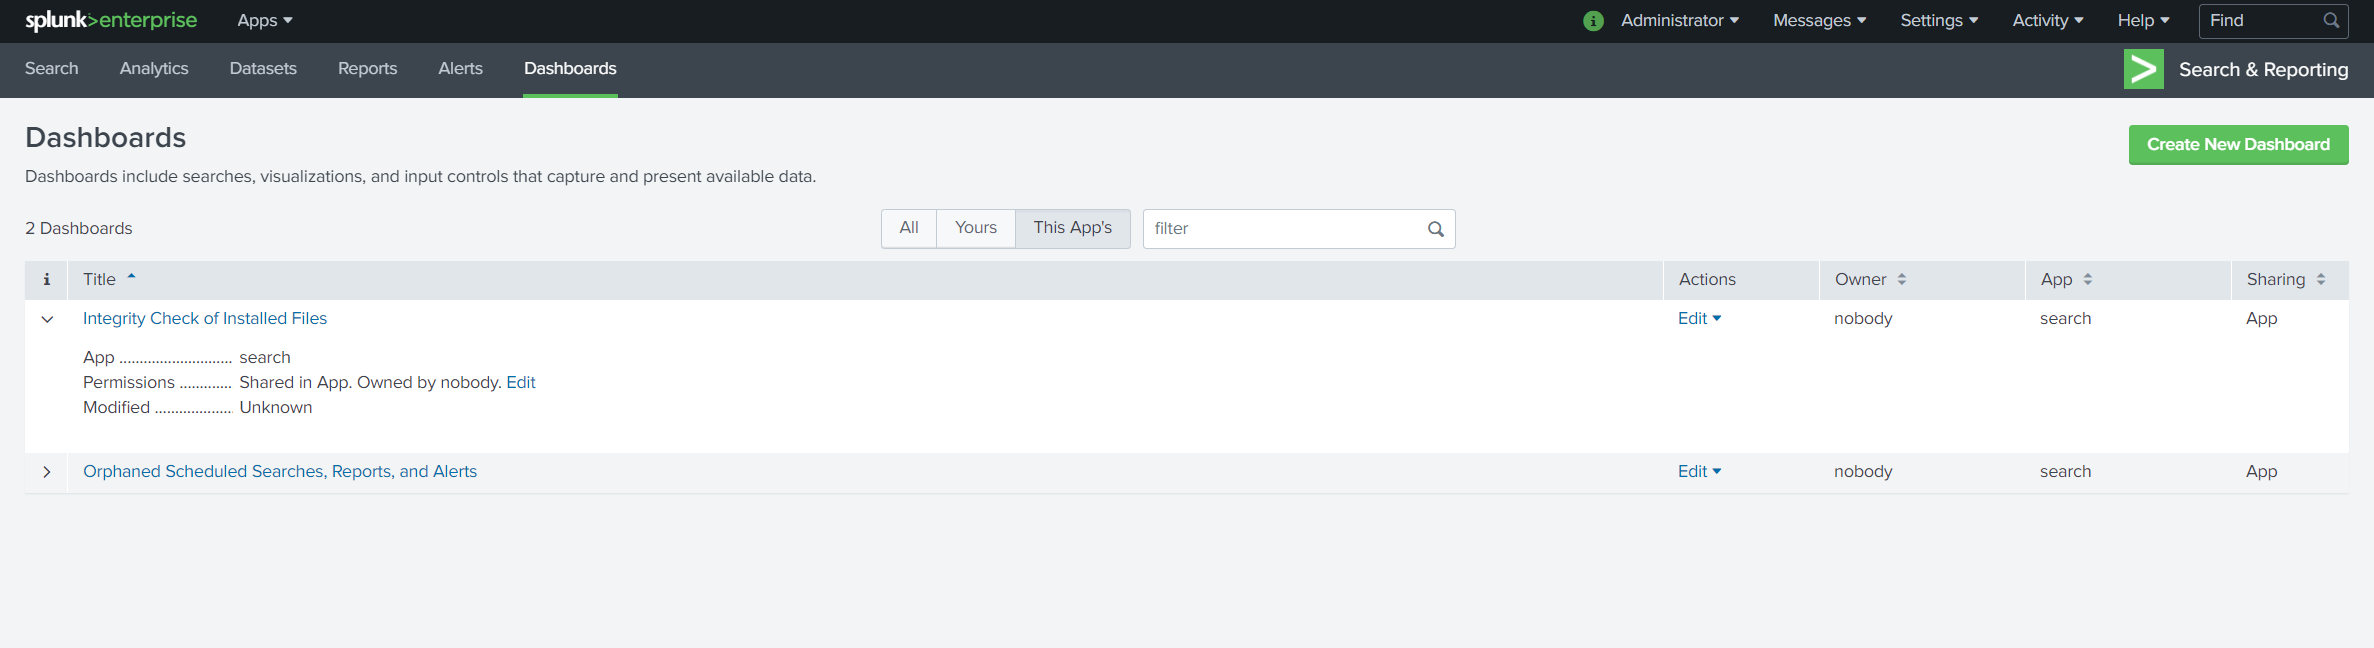 splunk>enterprise Apps Administrator Messages Settings Activity Help Find
Search Analytics Datasets Reports Alerts Dashboards Search & Reporting
Dashboards
Create New Dashboard
Dashboards include searches, visualizations, and input controls that capture and present available data.
2 Dashboards All Yours This App's filter
i Title Actions Owner App Sharing
Integrity Check of Installed Files Edit nobody search App
App ............................ search
Permissions ............. Shared in App. Owned by nobody. Edit
Modified ................... Unknown
Orphaned Scheduled Searches, Reports, and Alerts Edit nobody search App